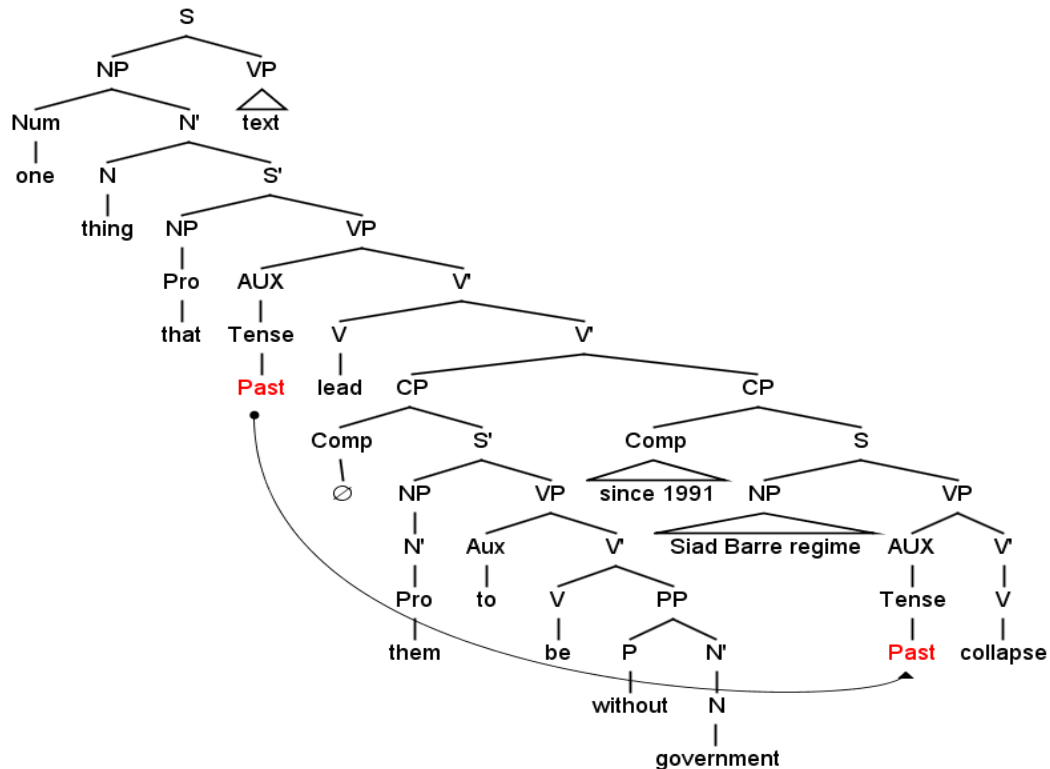 S
NP VP
Num N' text
one N S'
thing NP VP
Pro AUX V'
that Tense V V'
Past lead CP CP
Comp S' Comp S
∅ NP VP since 1991 NP VP
N' Aux V' Siad Barre regime AUX V'
Pro to V PP Tense V
them be P N' Past collapse
without N
government